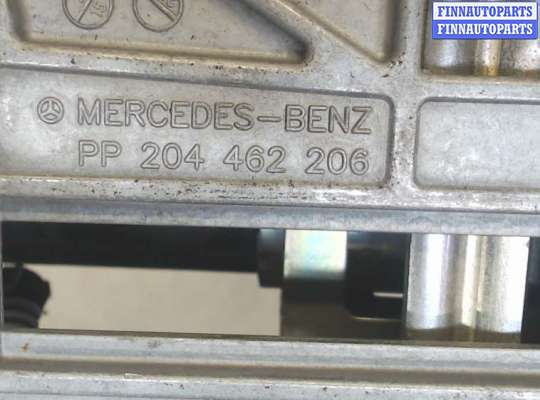 FINNAUTOPARTS
FINNAUTOPARTS
MERCEDES-BENZ
PP 204 462 206